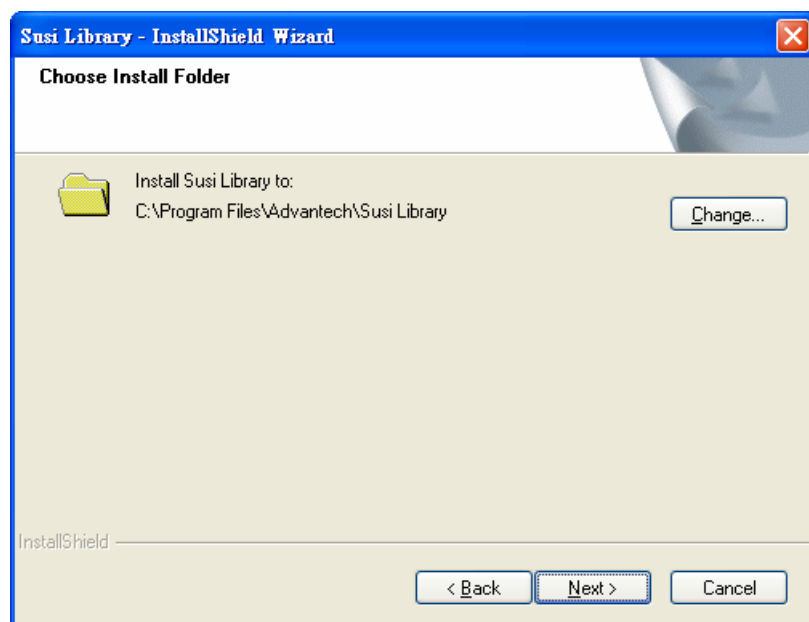 Susi Library - InstallShield Wizard
Choose Install Folder
Install Susi Library to:
C:\Program Files\Advantech\Susi Library
Change...
InstallShield
< Back
Next >
Cancel